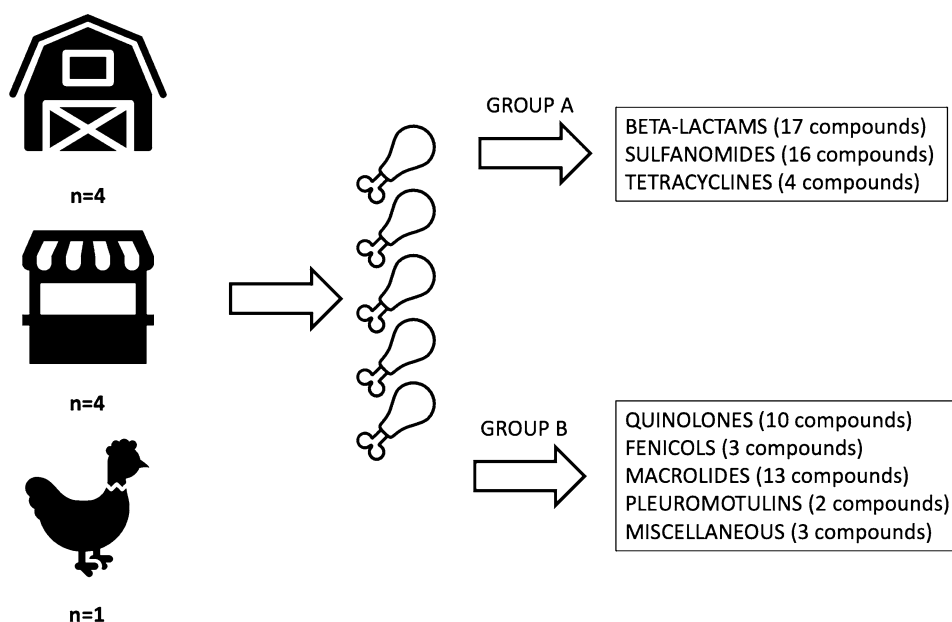 n=4
n=4
n=1
GROUP A
BETA-LACTAMS (17 compounds)
SULFANOMIDES (16 compounds)
TETRACYCLINES (4 compounds)
GROUP B
QUINOLONES (10 compounds)
FENICOLS (3 compounds)
MACROLIDES (13 compounds)
PLEUROMOTULINS (2 compounds)
MISCELLANEOUS (3 compounds)